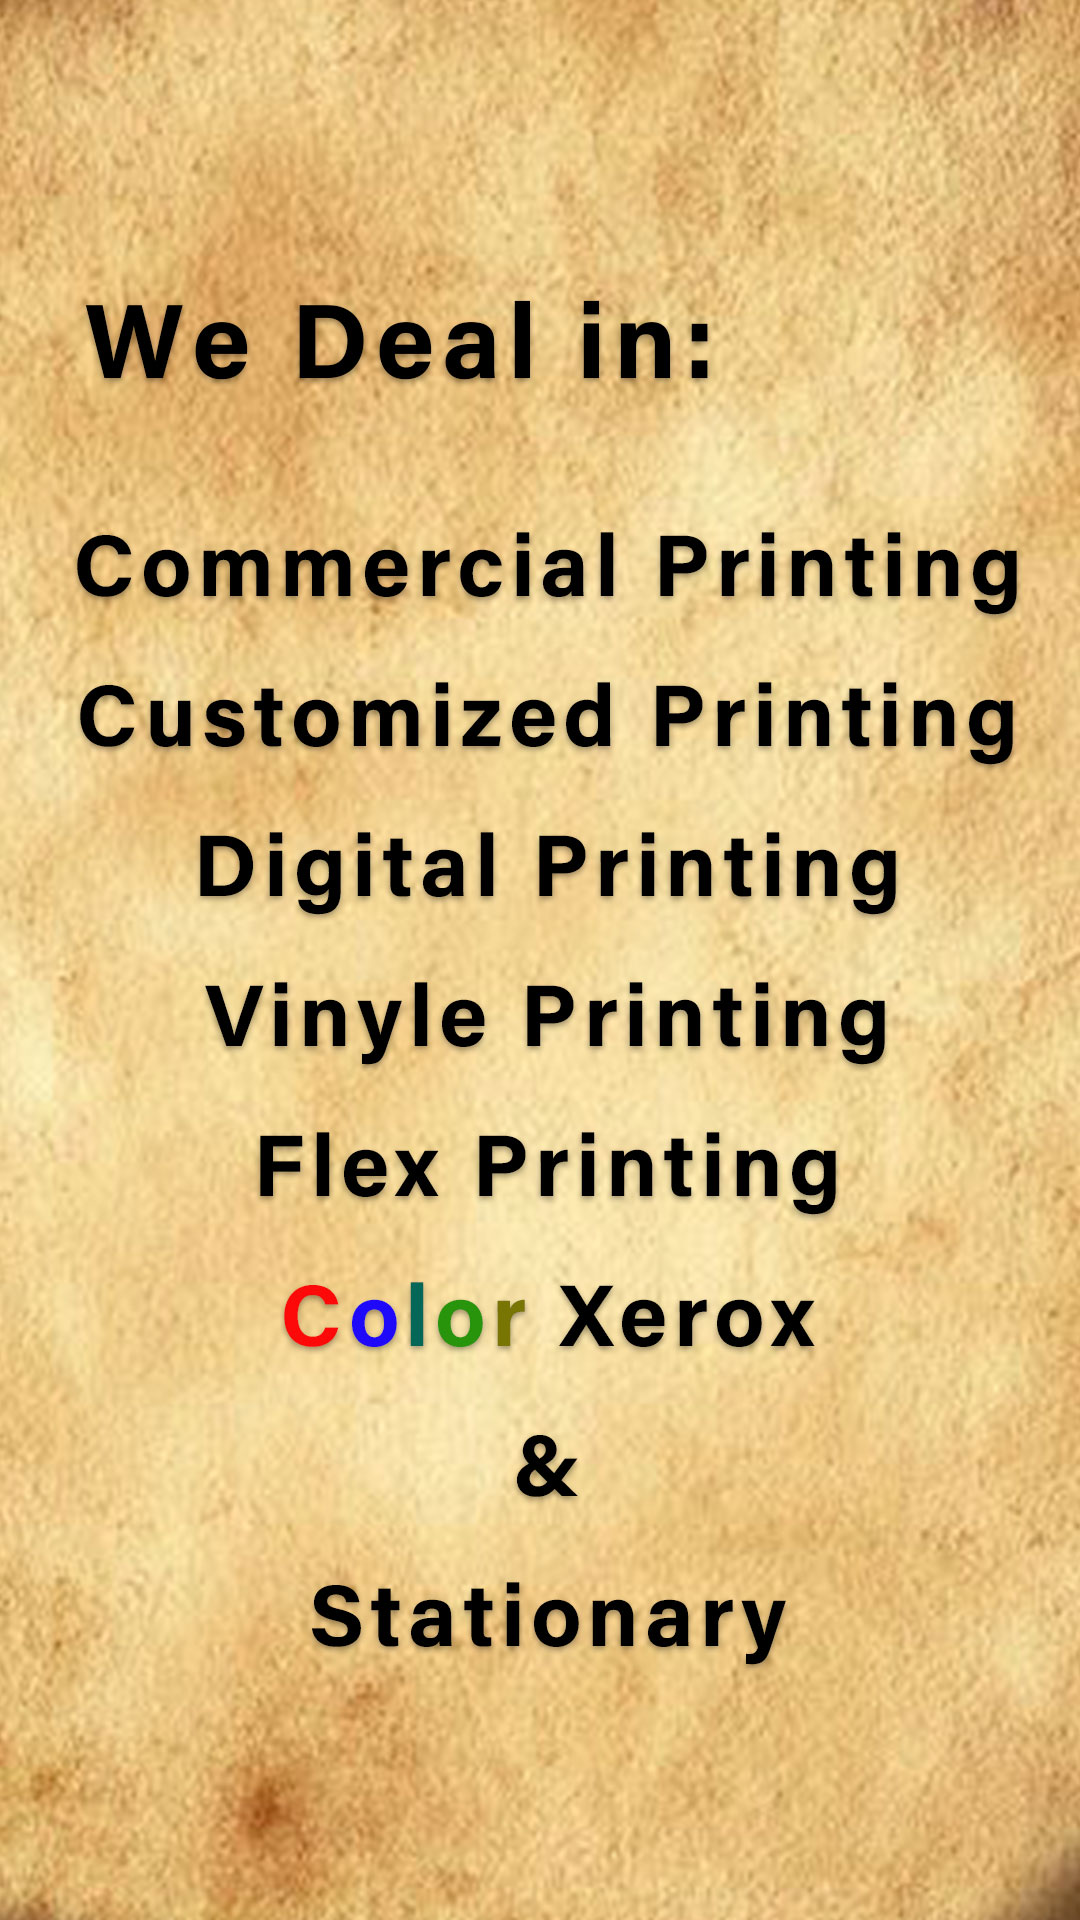 We Deal in:
Commercial Printing
Customized Printing
Digital Printing
Vinyle Printing
Flex Printing
Color Xerox
&
Stationary